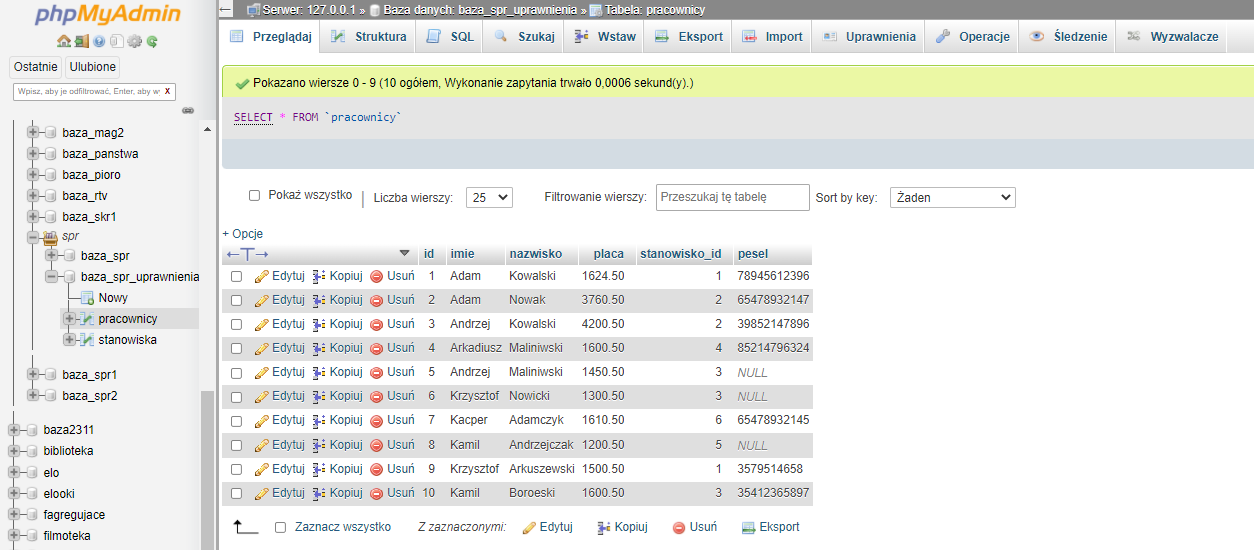 phpMyAdmin
Ostatnie Ulubione
Wpisz, aby je odfiltrować, Enter, aby w X
baza_mag2
baza_panstwa
baza_pioro
baza_rtv
baza_skr1
spr
baza_spr
baza_spr_uprawnienia
Nowy
pracownicy
stanowiska
baza_spr1
baza_spr2
baza2311
biblioteka
elo
elooki
fagregujace
filmoteka
← Serwer: 127.0.0.1 » Baza danych: baza_spr_uprawnienia » Tabela: pracownicy
Przeglądaj Struktura SQL Szukaj Wstaw Eksport Import Uprawnienia Operacje Śledzenie Wyzwalacze
Pokazano wiersze 0 - 9 (10 ogółem, Wykonanie zapytania trwało 0,0006 sekund(y).)
SELECT * FROM `pracownicy`
Pokaż wszystko | Liczba wierszy: 25 Filtrowanie wierszy: Przeszukaj tę tabelę Sort by key: Żaden
+ Opcje
←T→ id imie nazwisko placa stanowisko_id pesel
Edytuj Kopiuj Usuń 1 Adam Kowalski 1624.50 1 78945612396
Edytuj Kopiuj Usuń 2 Adam Nowak 3760.50 2 65478932147
Edytuj Kopiuj Usuń 3 Andrzej Kowalski 4200.50 2 39852147896
Edytuj Kopiuj Usuń 4 Arkadiusz Maliniwski 1600.50 4 85214796324
Edytuj Kopiuj Usuń 5 Andrzej Maliniwski 1450.50 3 NULL
Edytuj Kopiuj Usuń 6 Krzysztof Nowicki 1300.50 3 NULL
Edytuj Kopiuj Usuń 7 Kacper Adamczyk 1610.50 6 65478932145
Edytuj Kopiuj Usuń 8 Kamil Andrzejczak 1200.50 5 NULL
Edytuj Kopiuj Usuń 9 Krzysztof Arkuszewski 1500.50 1 3579514658
Edytuj Kopiuj Usuń 10 Kamil Boroeski 1600.50 3 35412365897
Zaznacz wszystko Z zaznaczonymi: Edytuj Kopiuj Usuń Eksport